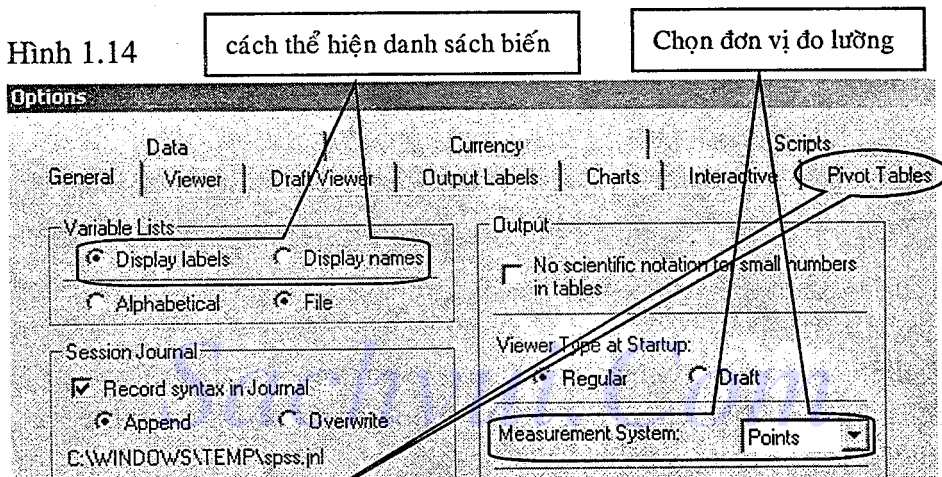 Hình 1.14
cách thể hiện danh sách biến
Chọn đơn vị đo lường
Options
Data Currency Scripts
General Viewer Draft Viewer Output Labels Charts Interactive Pivot Tables
Variable Lists
Display labels Display names
Alphabetical File
Session Journal
Record syntax in Journal
Append Overwrite
C:\WINDOWS\TEMP\spss.jnl
Output
No scientific notation for small numbers
in tables
Viewer Type at Startup:
Regular Draft
Measurement System: Points
Sachvui.Com